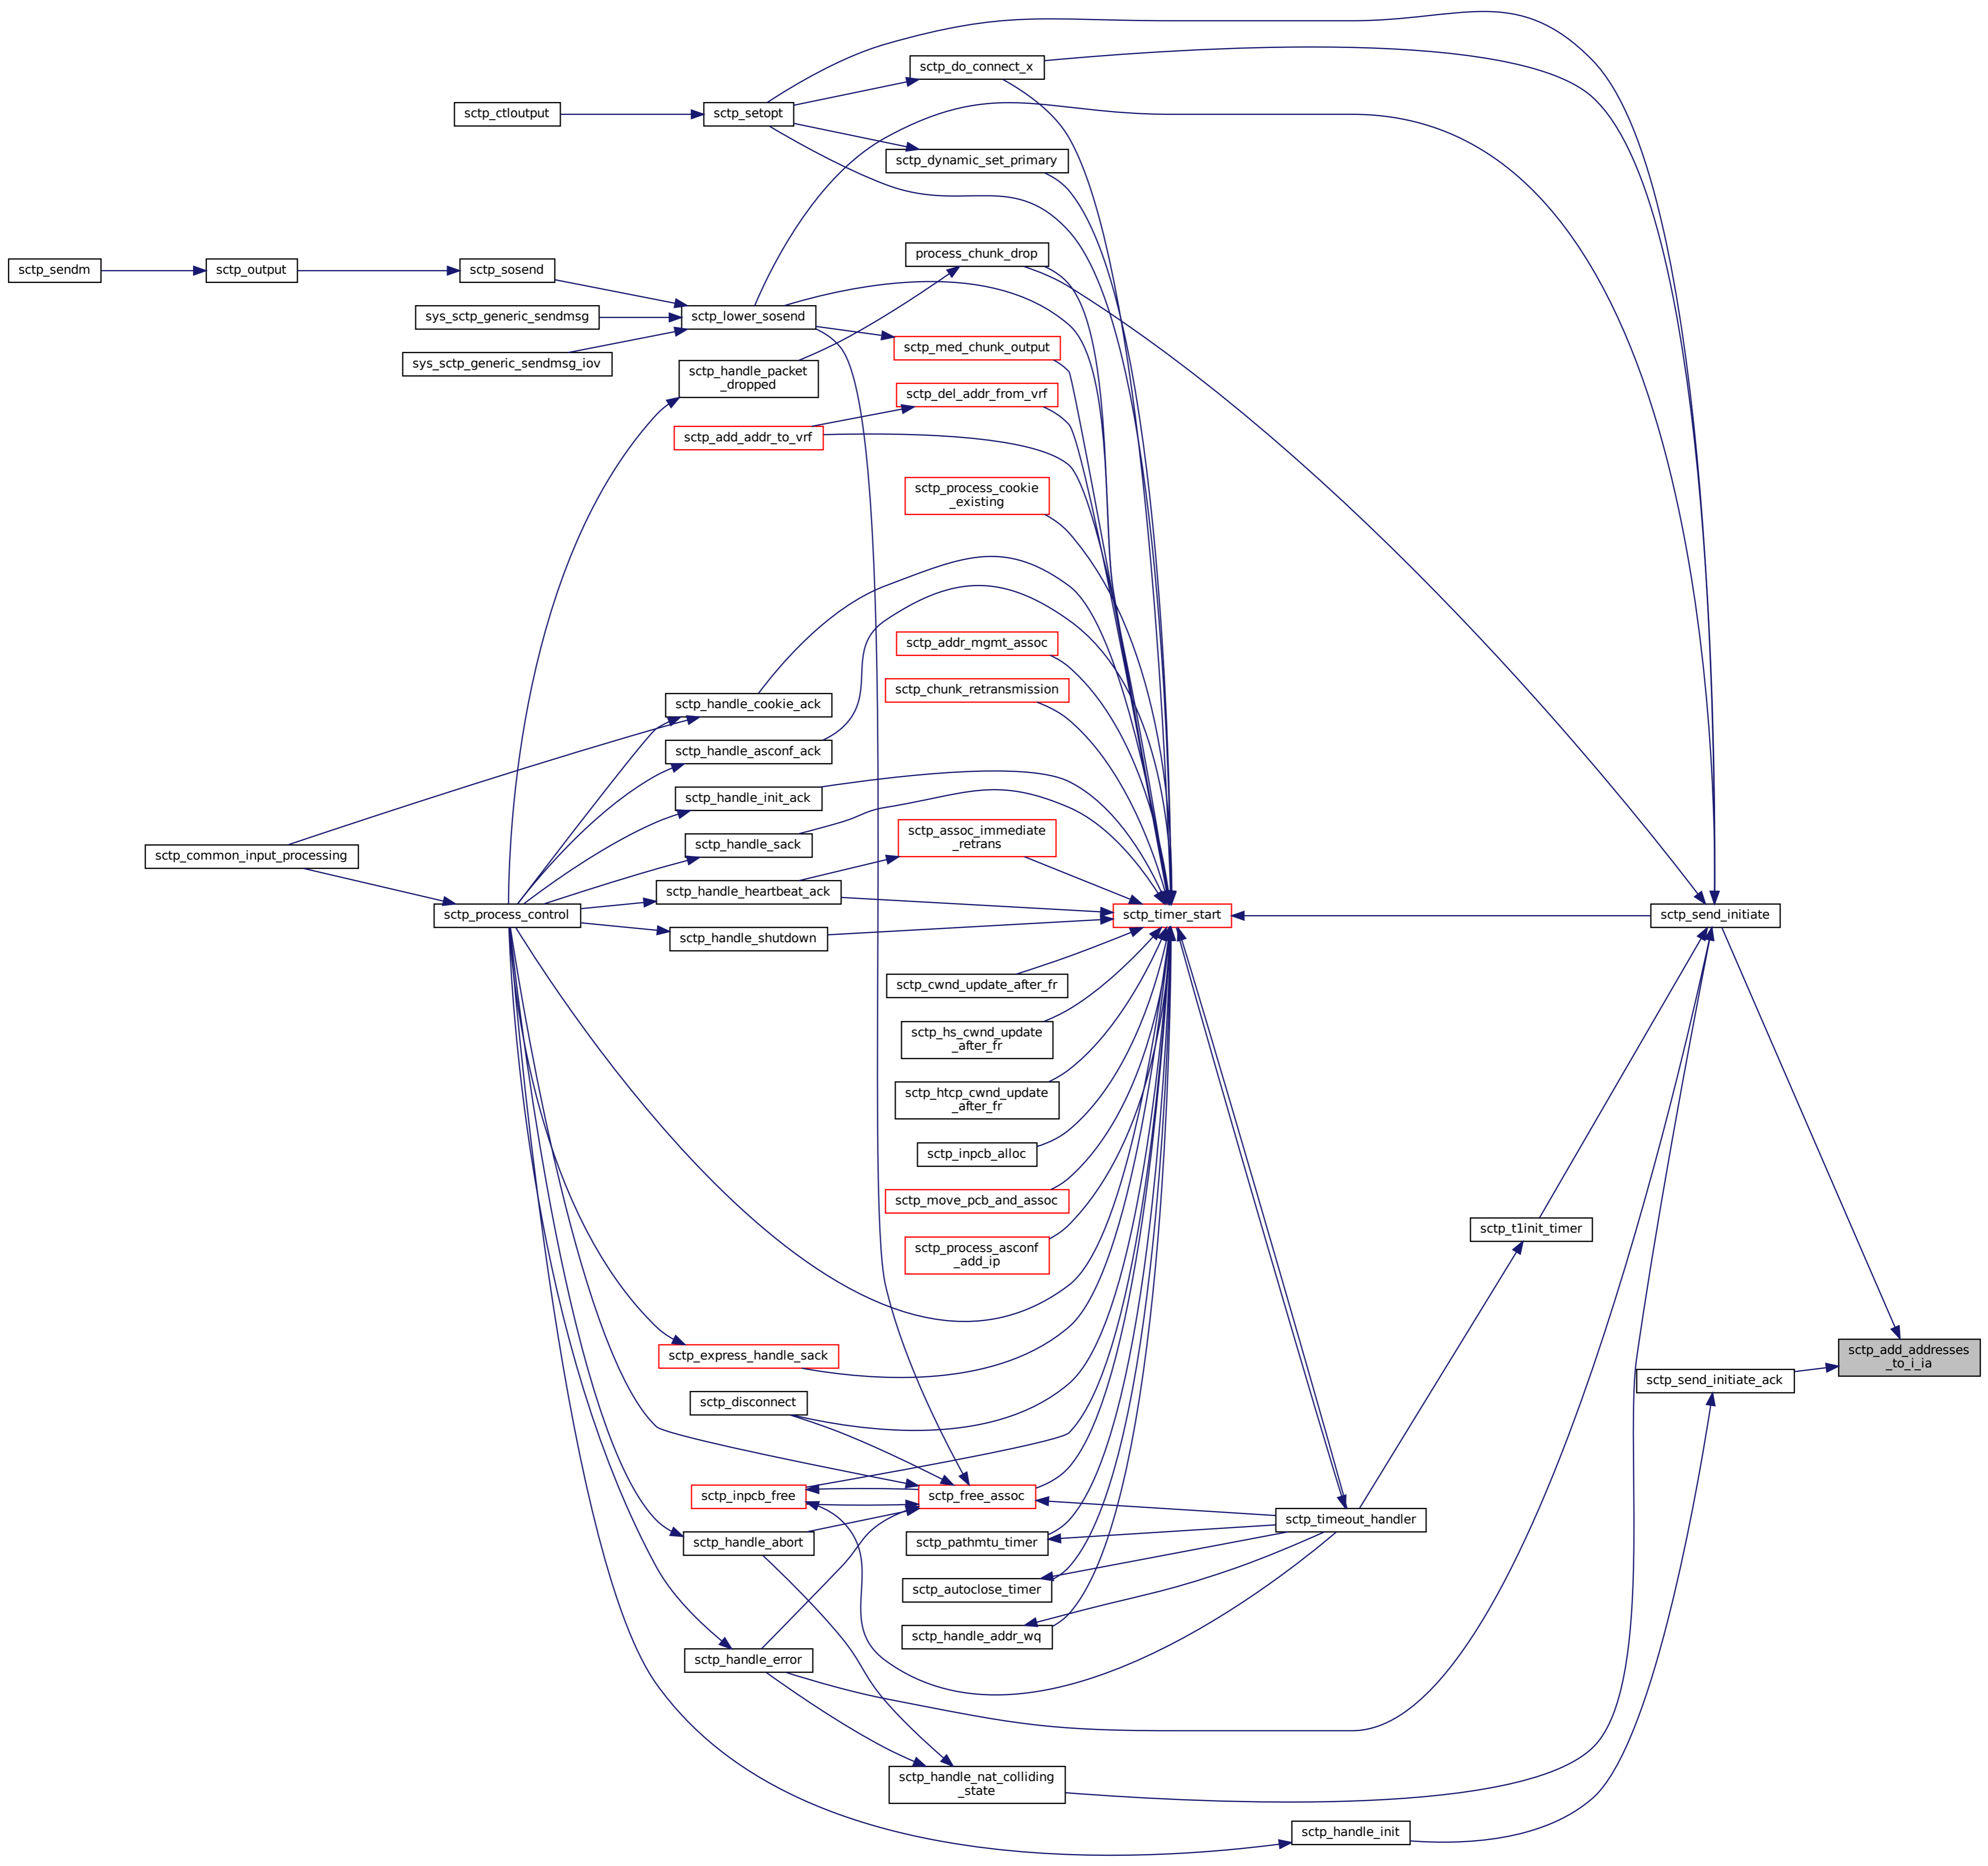 sctp_do_connect_x
sctp_ctloutput
sctp_setopt
sctp_dynamic_set_primary
process_chunk_drop
sctp_sendm
sctp_output
sctp_sosend
sys_sctp_generic_sendmsg
sctp_lower_sosend
sctp_med_chunk_output
sys_sctp_generic_sendmsg_iov
sctp_handle_packet
_dropped
sctp_del_addr_from_vrf
sctp_add_addr_to_vrf
sctp_process_cookie
_existing
sctp_addr_mgmt_assoc
sctp_chunk_retransmission
sctp_handle_cookie_ack
sctp_handle_asconf_ack
sctp_handle_init_ack
sctp_assoc_immediate
_retrans
sctp_handle_sack
sctp_common_input_processing
sctp_handle_heartbeat_ack
sctp_process_control
sctp_timer_start
sctp_send_initiate
sctp_handle_shutdown
sctp_cwnd_update_after_fr
sctp_hs_cwnd_update
_after_fr
sctp_htcp_cwnd_update
_after_fr
sctp_inpcb_alloc
sctp_move_pcb_and_assoc
sctp_t1init_timer
sctp_process_asconf
_add_ip
sctp_express_handle_sack
sctp_add_addresses
_to_i_ia
sctp_send_initiate_ack
sctp_disconnect
sctp_inpcb_free
sctp_free_assoc
sctp_timeout_handler
sctp_handle_abort
sctp_pathmtu_timer
sctp_autoclose_timer
sctp_handle_addr_wq
sctp_handle_error
sctp_handle_nat_colliding
_state
sctp_handle_init